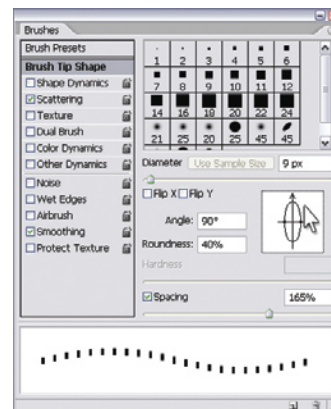 Brushes
Brush Presets
Brush Tip Shape
Shape Dynamics
Scattering
Texture
Dual Brush
Color Dynamics
Other Dynamics
Noise
Wet Edges
Airbrush
Smoothing
Protect Texture
1 2 3 4 5 6
7 8 9 10 11 12
14 16 18 20 22 24
21 25 20 25 45 45
Diameter Use Sample Size 9 px
Flip X Flip Y
Angle: 90°
Roundness: 40%
Hardness
Spacing 165%